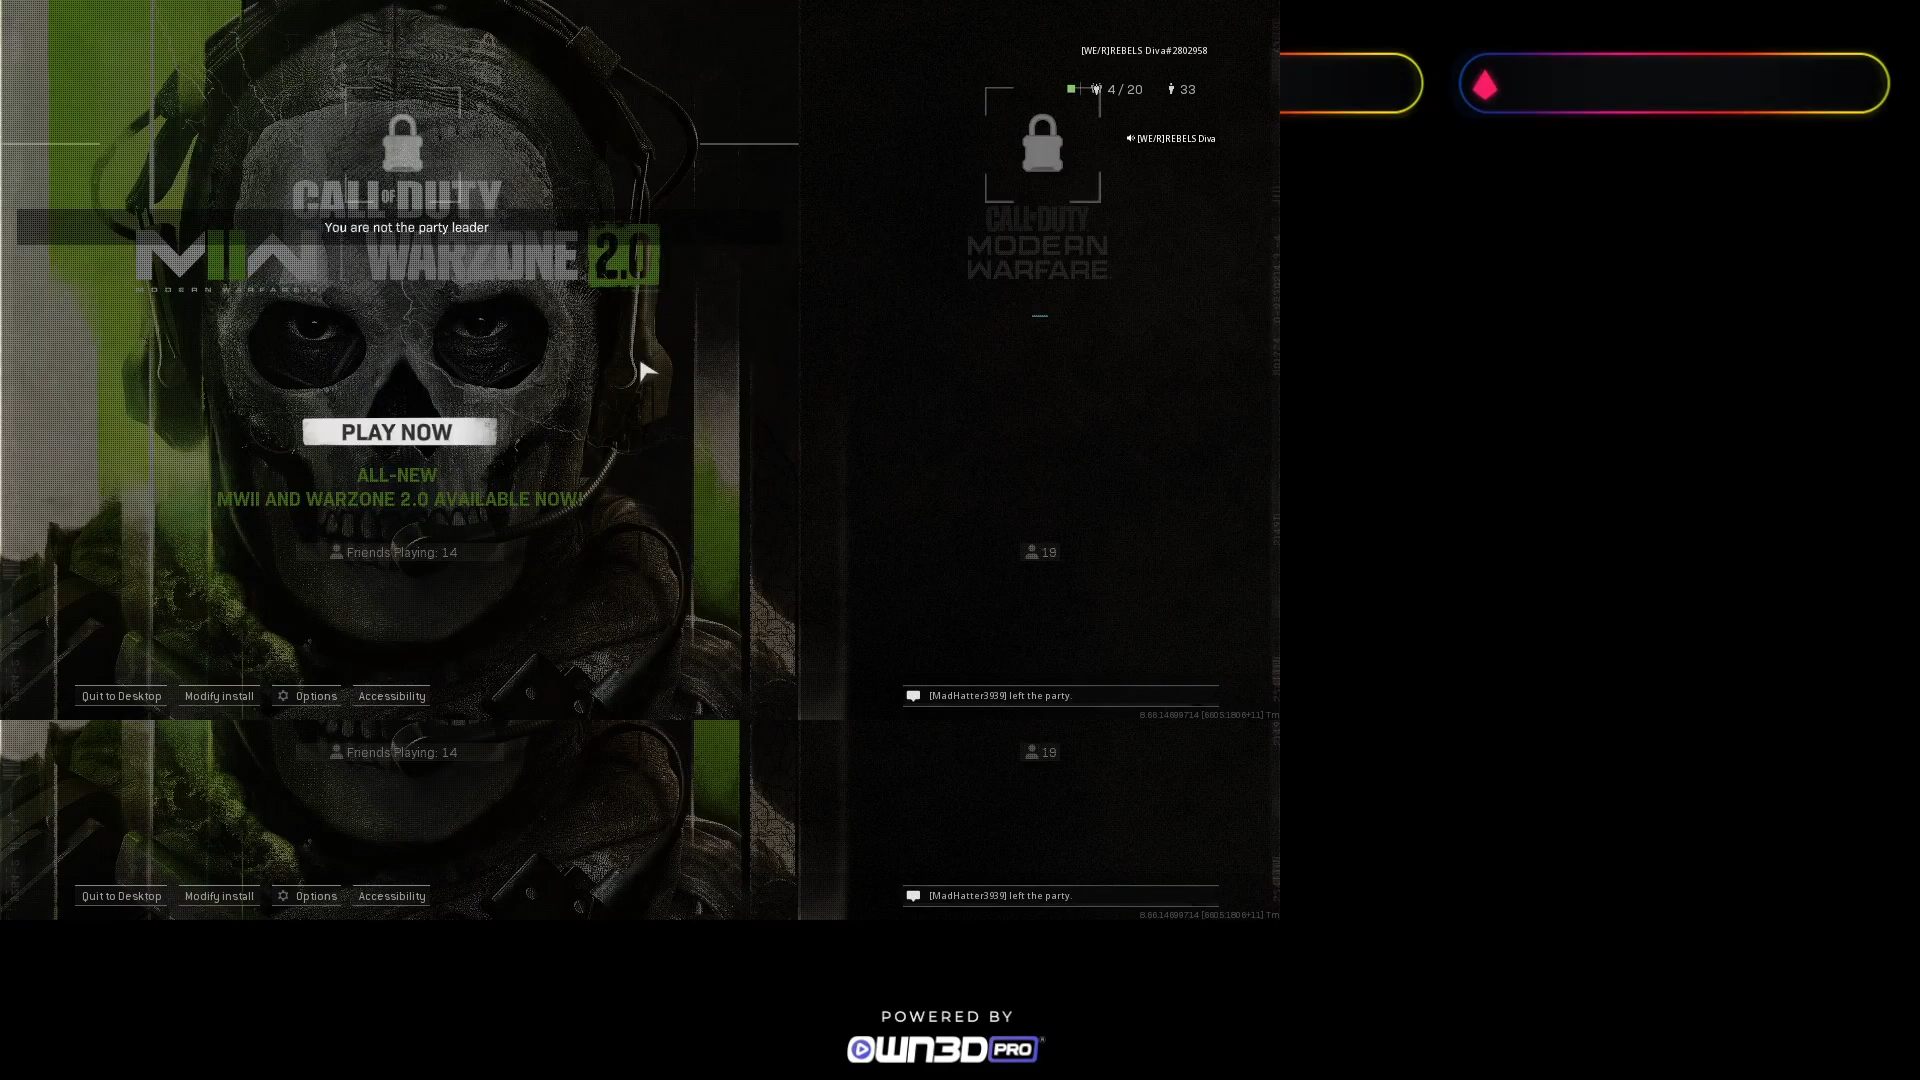 [WE/R]REBELS Diva#2802958
4 / 20 33
[WE/R]REBELS Diva
CALL OF DUTY
You are not the party leader
MIIW WARZONE 2.0
MODERN WARFARE II
CALL OF DUTY
MODERN
WARFARE
PLAY NOW
ALL-NEW
MWII AND WARZONE 2.0 AVAILABLE NOW!
Friends Playing: 14
19
Quit to Desktop Modify install Options Accessibility
[MadHatter3939] left the party.
Friends Playing: 14
19
Quit to Desktop Modify install Options Accessibility
[MadHatter3939] left the party.
POWERED BY
OWN3D PRO